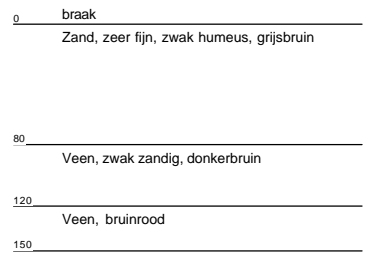 0 braak
Zand, zeer fijn, zwak humeus, grijsbruin
80
Veen, zwak zandig, donkerbruin
120
Veen, bruinrood
150